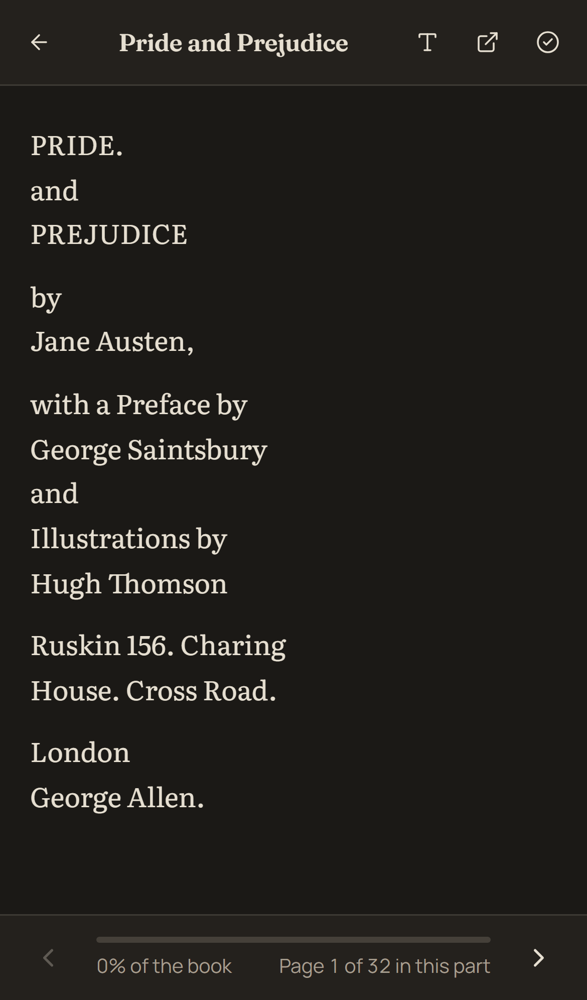 Pride and Prejudice
PRIDE.
and
PREJUDICE
by
Jane Austen,
with a Preface by
George Saintsbury
and
Illustrations by
Hugh Thomson
Ruskin 156. Charing
House. Cross Road.
London
George Allen.
0% of the book
Page 1 of 32 in this part